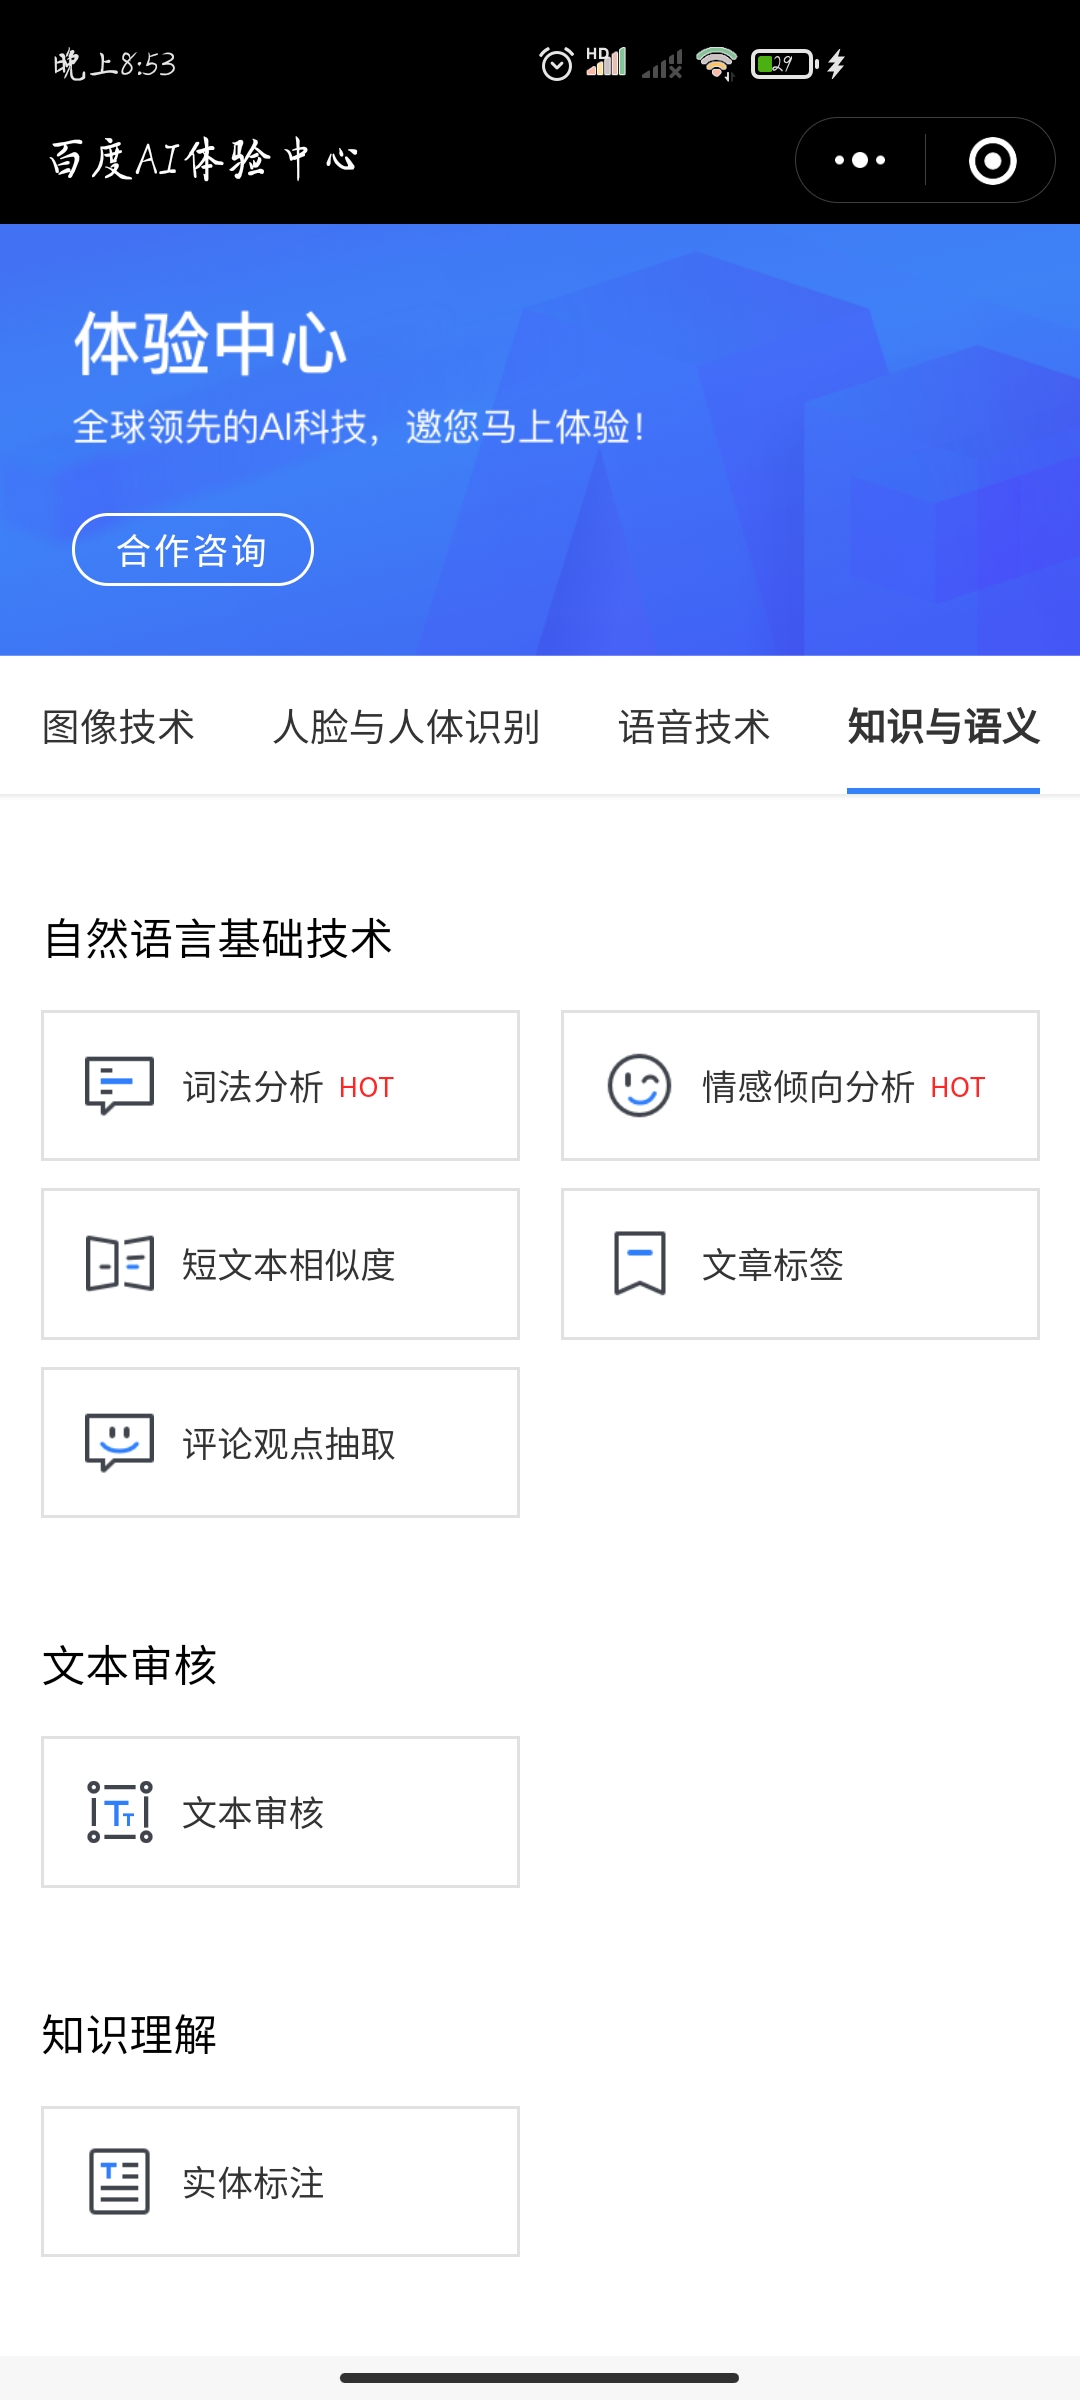 晚上8:53
HD
29
百度AI体验中心
体验中心
全球领先的AI科技，邀您马上体验！
合作咨询
图像技术 人脸与人体识别 语音技术 知识与语义
自然语言基础技术
词法分析 HOT 情感倾向分析 HOT
短文本相似度 文章标签
评论观点抽取
文本审核
文本审核
知识理解
实体标注